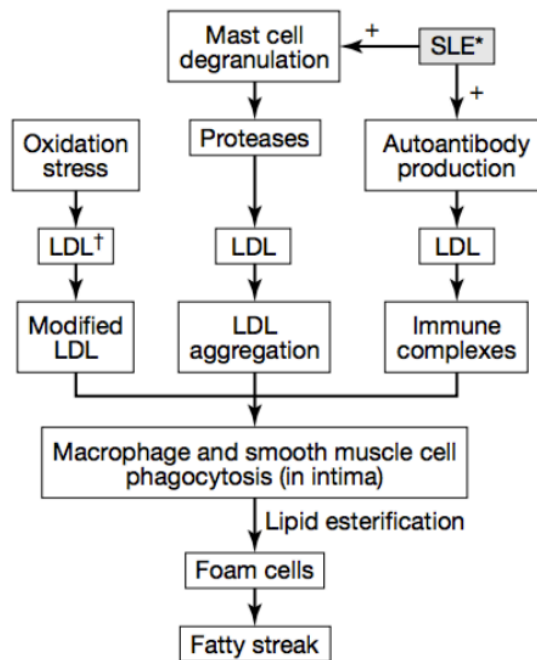 Mast cell
degranulation
+
SLE*
+
Oxidation
stress
Proteases
Autoantibody
production
LDL†
LDL
LDL
Modified
LDL
LDL
aggregation
Immune
complexes
Macrophage and smooth muscle cell
phagocytosis (in intima)
Lipid esterification
Foam cells
Fatty streak